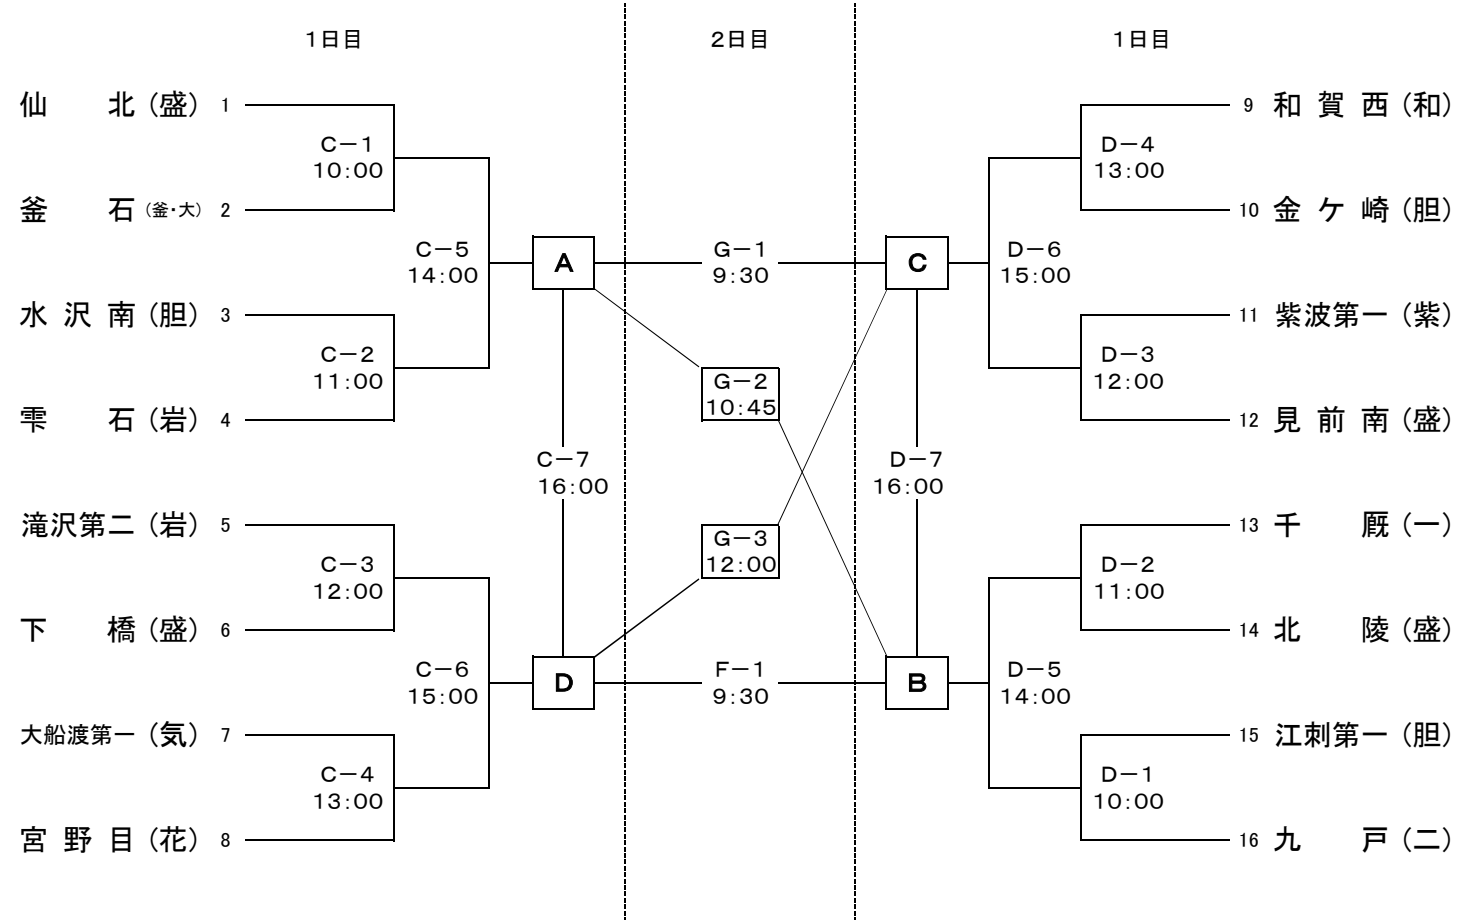 1日目 2日目 1日目
仙 北 (盛) 1
C－1
10:00
釜 石 (釜・大) 2
C－5
14:00
水 沢 南 (胆) 3
C－2
11:00
雫 石 (岩) 4
滝沢第二 (岩) 5
C－3
12:00
下 橋 (盛) 6
C－6
15:00
大船渡第一 (気) 7
C－4
13:00
宮 野 目 (花) 8
A
C－7
16:00
D
G－1
9:30
G－2
10:45
G－3
12:00
F－1
9:30
C
D－7
16:00
B
9 和 賀 西 (和)
D－4
13:00
10 金 ケ 崎 (胆)
D－6
15:00
11 紫波第一 (紫)
D－3
12:00
12 見 前 南 (盛)
13 千 厩 (一)
D－2
11:00
14 北 陵 (盛)
D－5
14:00
15 江刺第一 (胆)
D－1
10:00
16 九 戸 (二)